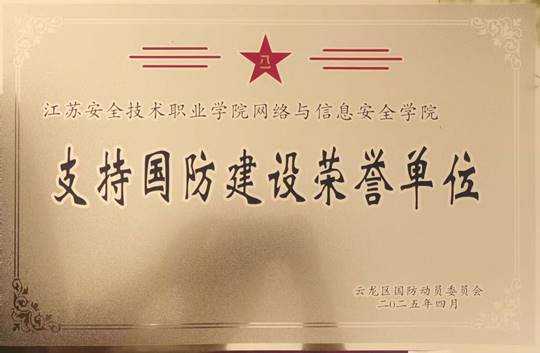 八一
江苏安全技术职业学院网络与信息安全学院
支持国防建设荣誉单位
云龙区国防动员委员会
二〇二五年四月